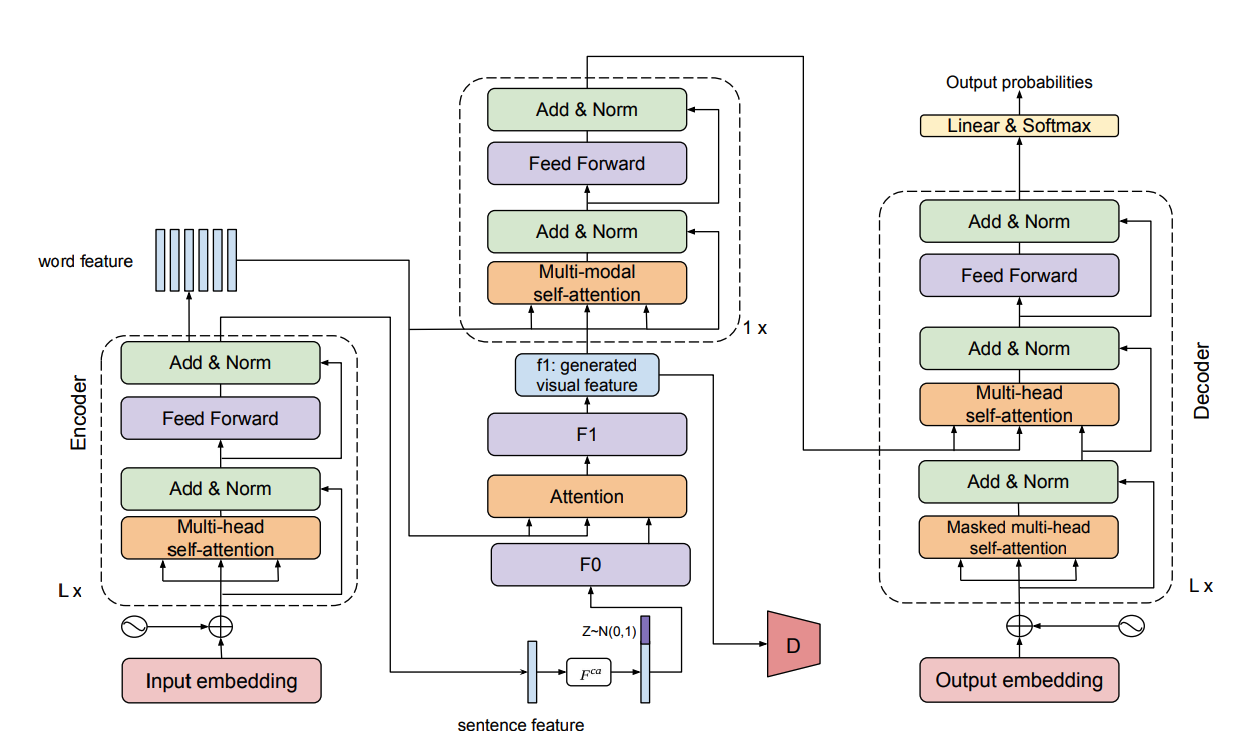 word feature
Encoder
Add & Norm
Feed Forward
Add & Norm
Multi-head
self-attention
L x
Input embedding
Add & Norm
Feed Forward
Add & Norm
Multi-modal
self-attention
1 x
f1: generated
visual feature
F1
Attention
F0
Z~N(0,1)
F^{ca}
sentence feature
D
Output probabilities
Linear & Softmax
Add & Norm
Feed Forward
Add & Norm
Multi-head
self-attention
Add & Norm
Masked multi-head
self-attention
Decoder
L x
Output embedding